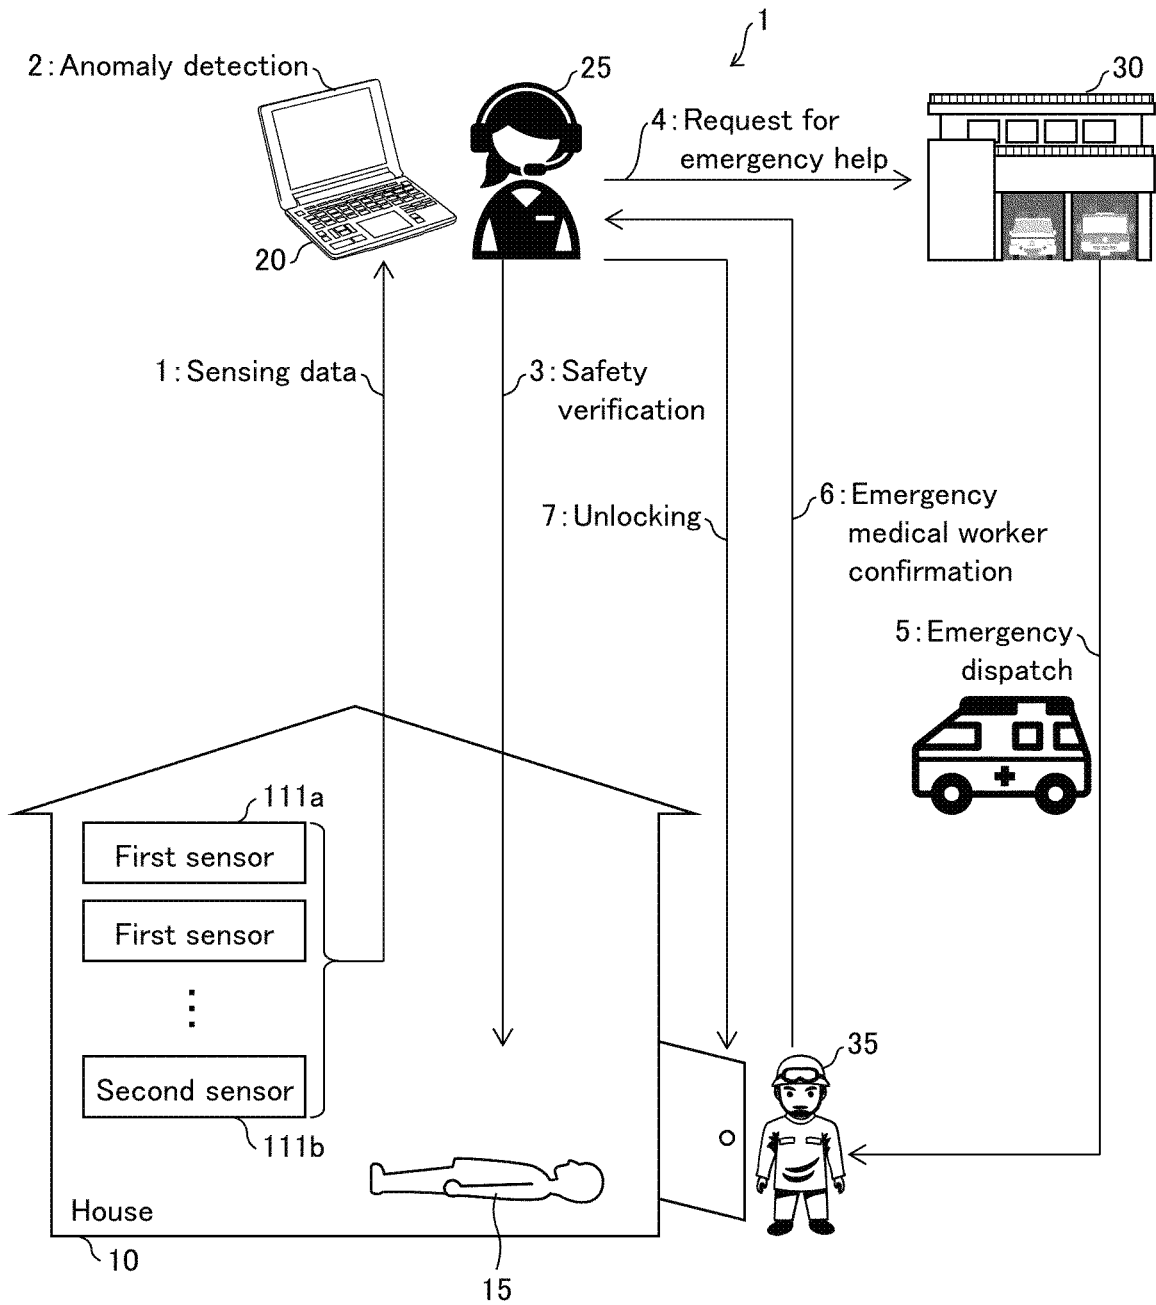 1
2:Anomaly detection
25
30
4:Request for
emergency help
20
1:Sensing data
3:Safety
verification
6:Emergency
medical worker
confirmation
7:Unlocking
5:Emergency
dispatch
111a
First sensor
First sensor
⋮
Second sensor
111b
35
House
10
15